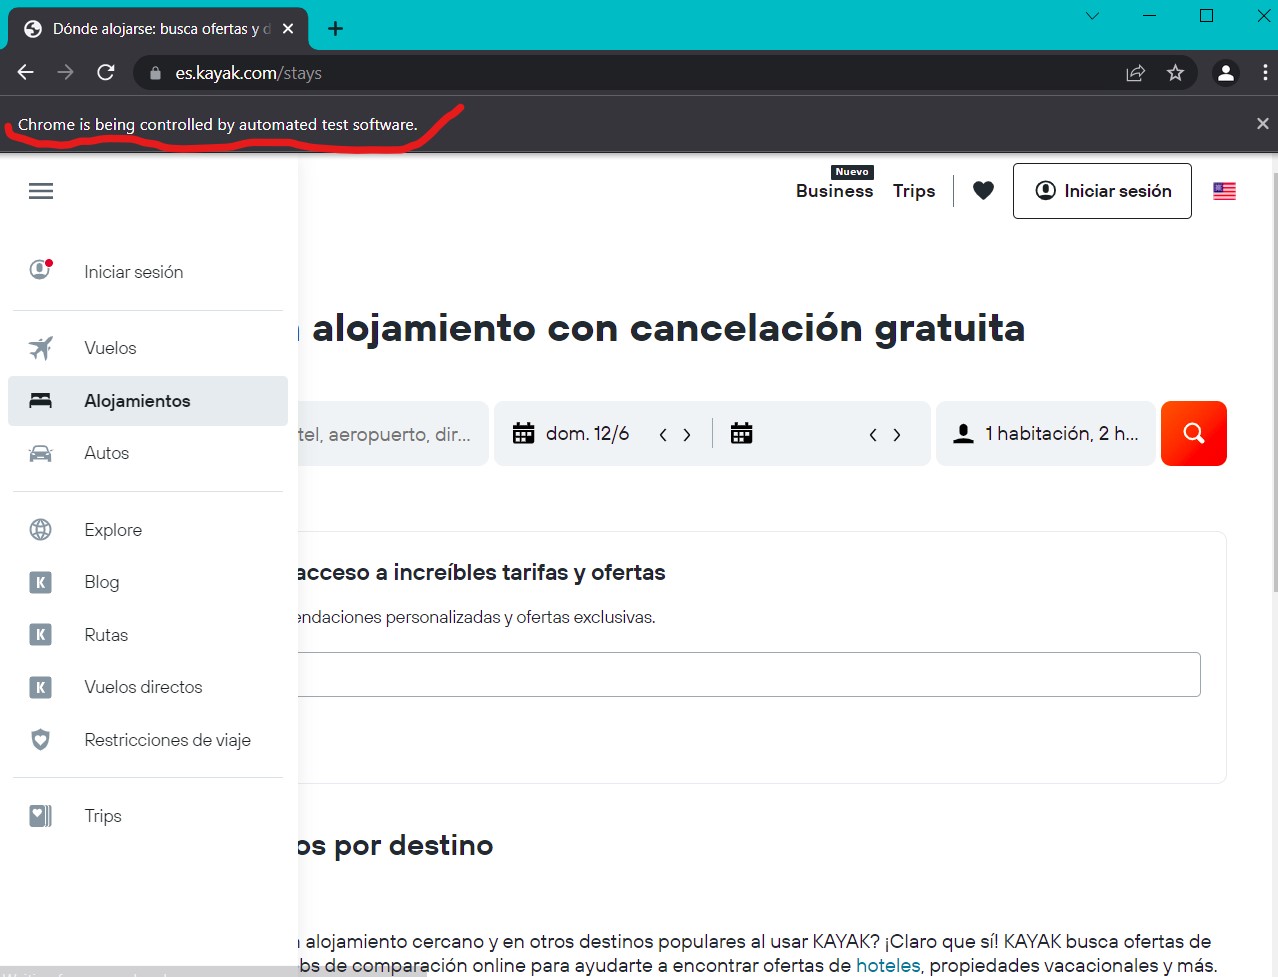 Dónde alojarse: busca ofertas y d
es.kayak.com/stays
Chrome is being controlled by automated test software.
Nuevo
Business
Trips
Iniciar sesión
Iniciar sesión
Vuelos
Alojamientos
Autos
Explore
K
Blog
K
Rutas
K
Vuelos directos
Restricciones de viaje
Trips
alojamiento con cancelación gratuita
tel, aeropuerto, dir...
dom. 12/6
1 habitación, 2 h...
acceso a increíbles tarifas y ofertas
endaciones personalizadas y ofertas exclusivas.
os por destino
alojamiento cercano y en otros destinos populares al usar KAYAK? ¡Claro que sí! KAYAK busca ofertas de
bs de comparación online para ayudarte a encontrar ofertas de hoteles, propiedades vacacionales y más.